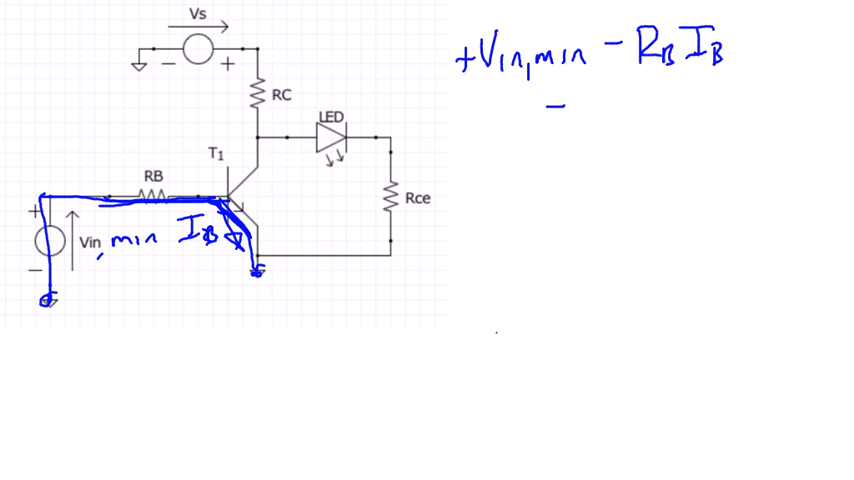 Vs
− +
RC
LED
T1
RB
Rce
+
Vin, min IB
−
+Vin,min − RB IB
−